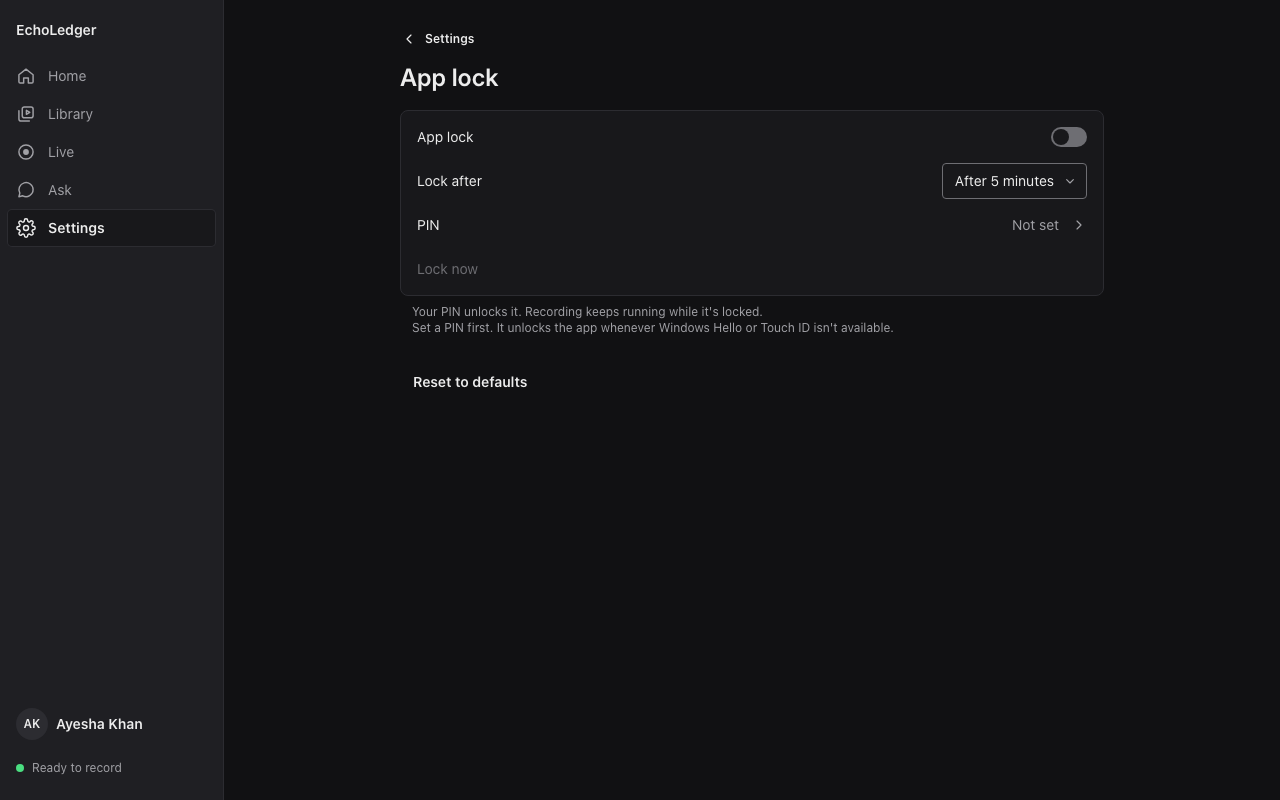 EchoLedger
Home
Library
Live
Ask
Settings
AK
Ayesha Khan
Ready to record
Settings
App lock
App lock
Lock after
After 5 minutes
PIN
Not set
Lock now
Your PIN unlocks it. Recording keeps running while it's locked.
Set a PIN first. It unlocks the app whenever Windows Hello or Touch ID isn't available.
Reset to defaults